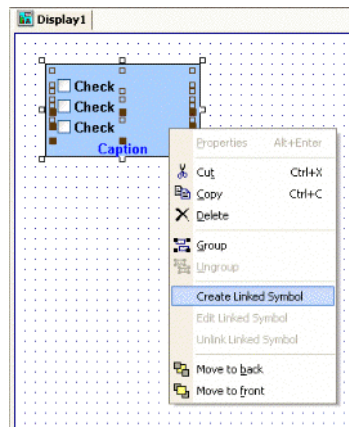 Display1
Check
Check
Check
Caption
Properties Alt+Enter
Cut Ctrl+X
Copy Ctrl+C
Delete
Group
Ungroup
Create Linked Symbol
Edit Linked Symbol
Unlink Linked Symbol
Move to back
Move to front